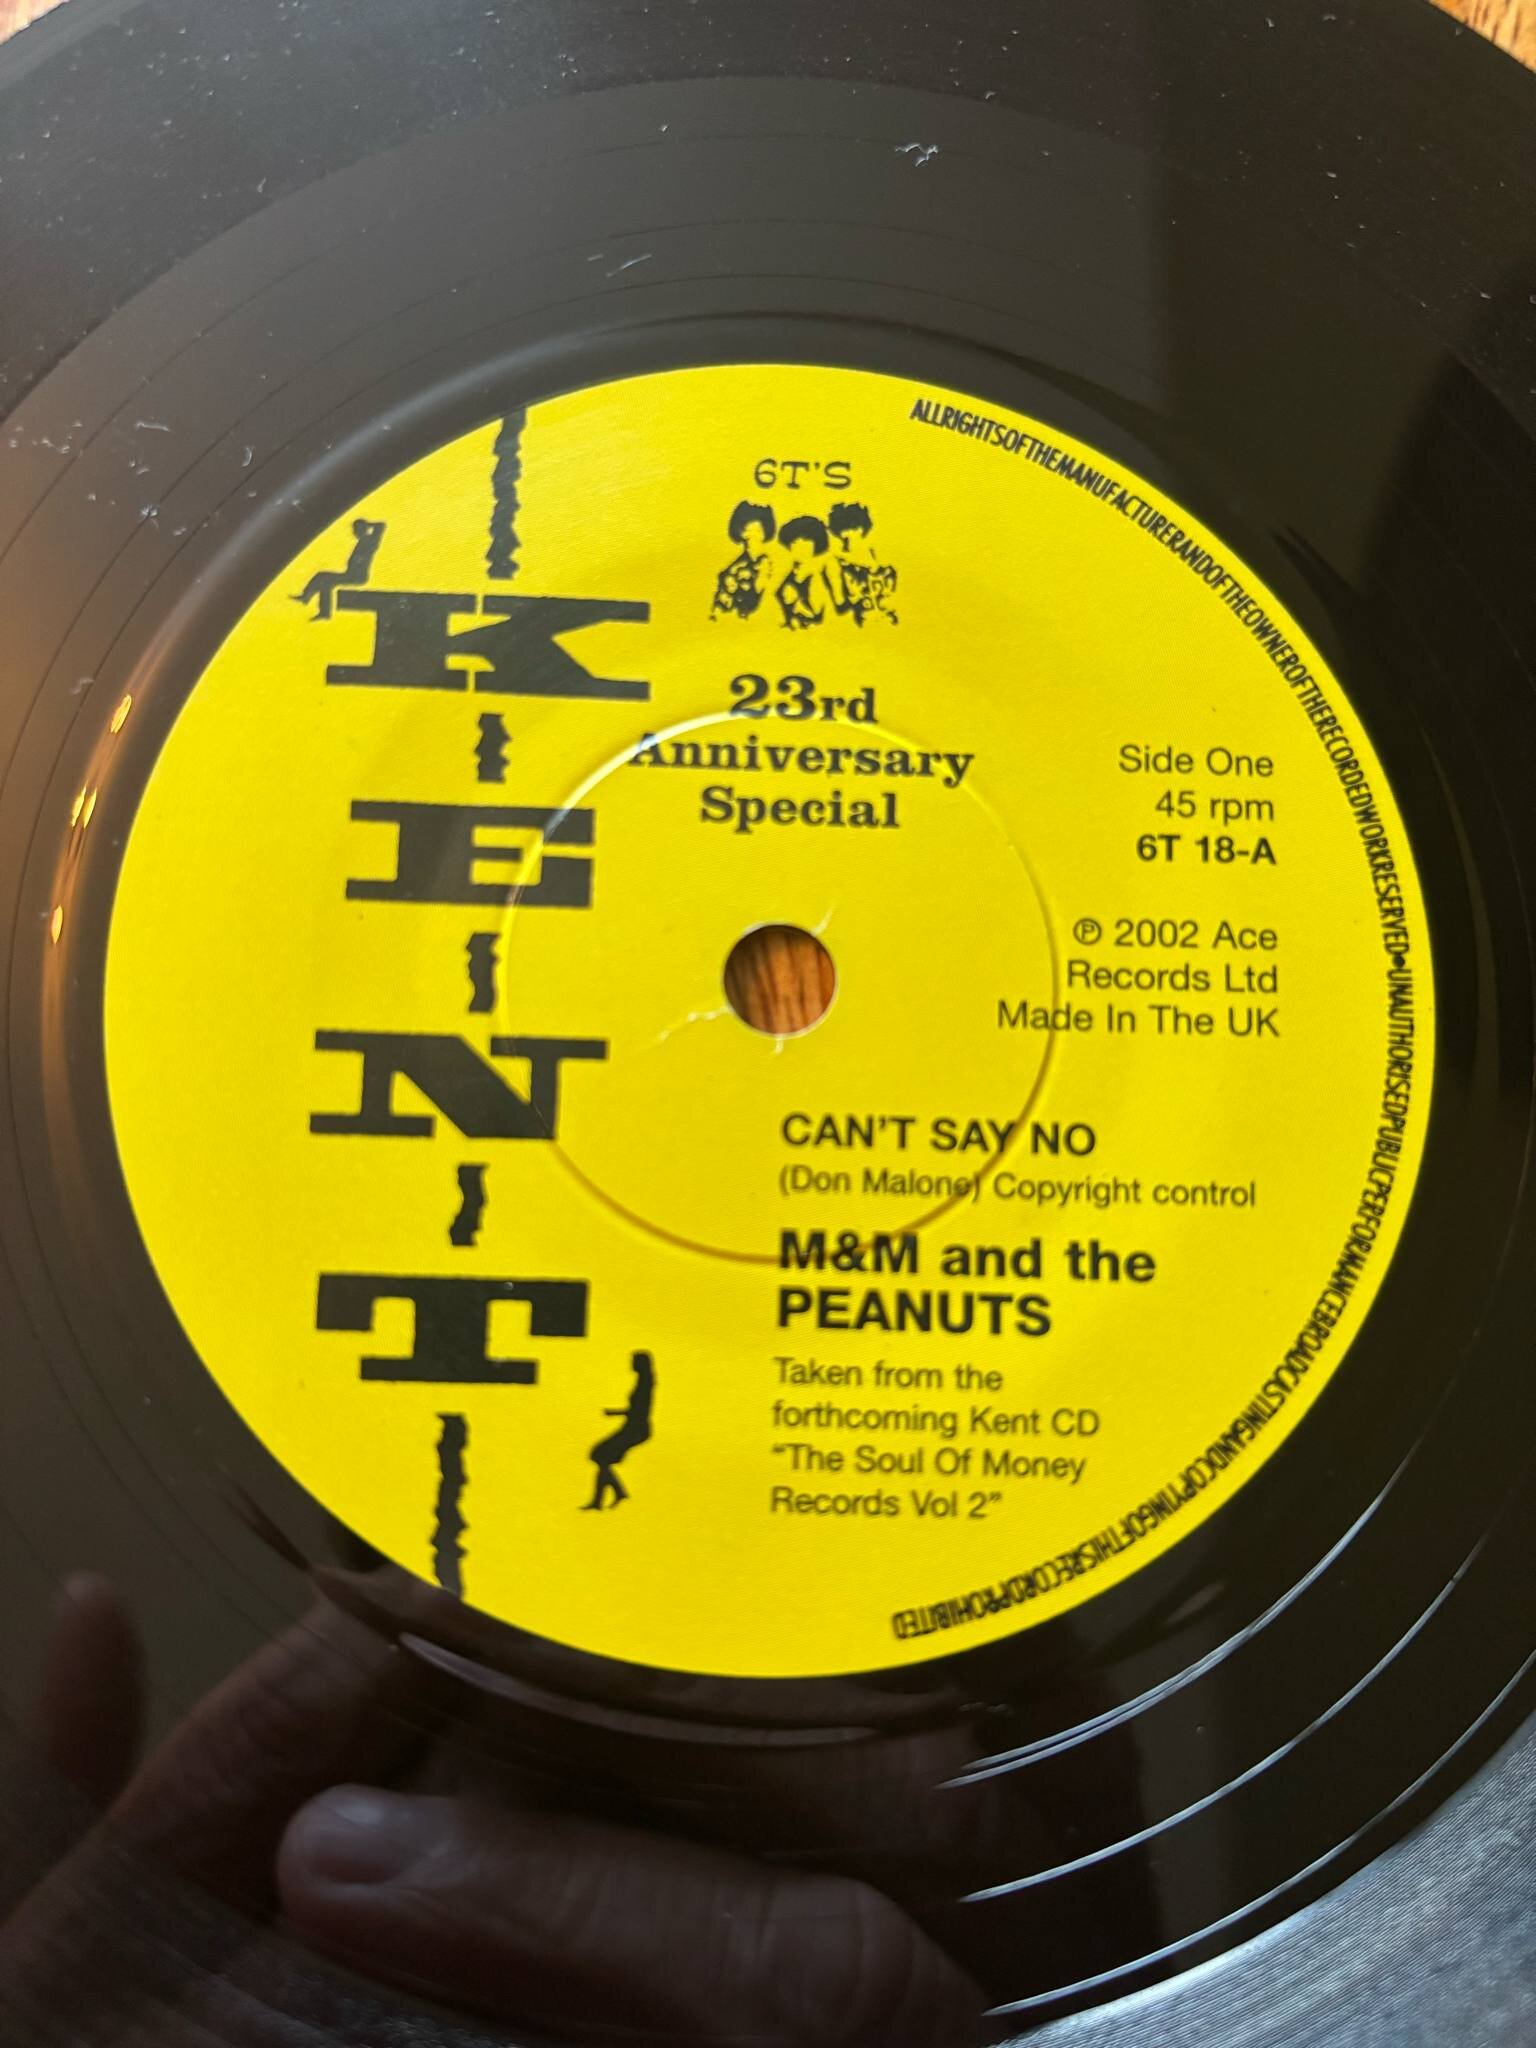 6T'S
KENT
23rd
Anniversary
Special
Side One
45 rpm
6T 18-A
℗ 2002 Ace
Records Ltd
Made In The UK
CAN'T SAY NO
(Don Malone) Copyright control
M&M and the
PEANUTS
Taken from the
forthcoming Kent CD
"The Soul Of Money
Records Vol 2"
ALLRIGHTSOFTHEMANUFACTURERANDOFTHEOWNEROFTHERECORDEDWORKRESERVED•UNAUTHORISEDPUBLICPERFORMANCEBROADCASTINGANDCOPYINGOFTHISRECORDPROHIBITED